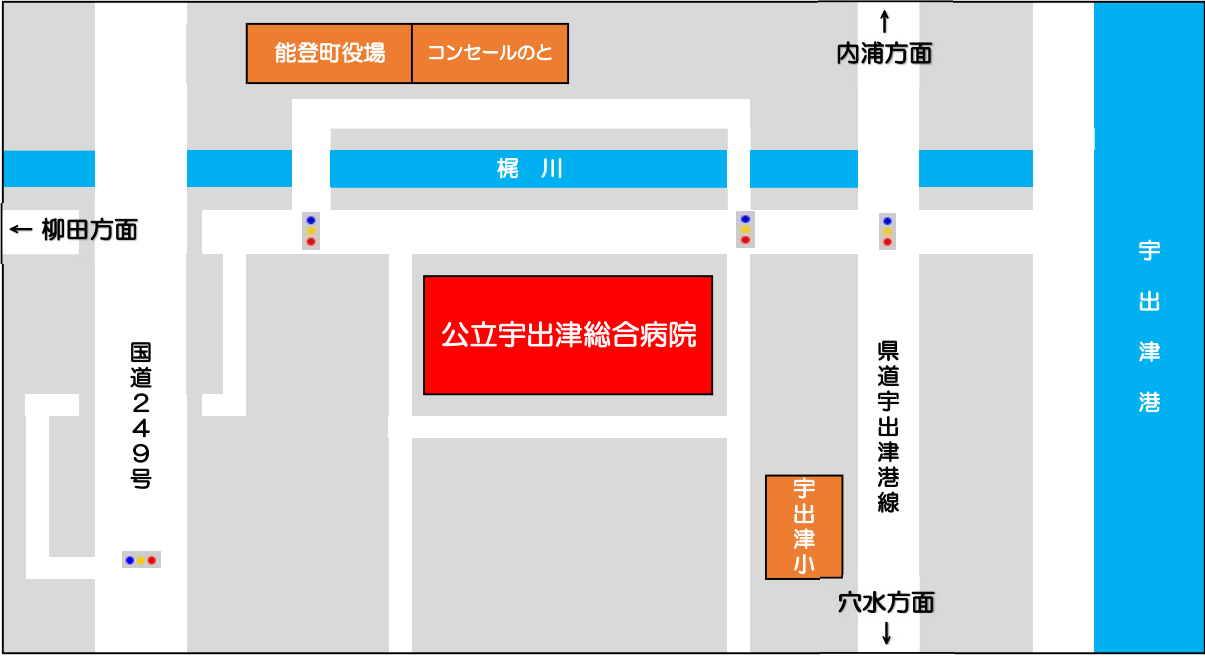 ↑
内浦方面
能登町役場
コンセールのと
梶　川
← 柳田方面
公立宇出津総合病院
国道２４９号
県道宇出津港線
宇出津港
宇出津小
穴水方面
↓